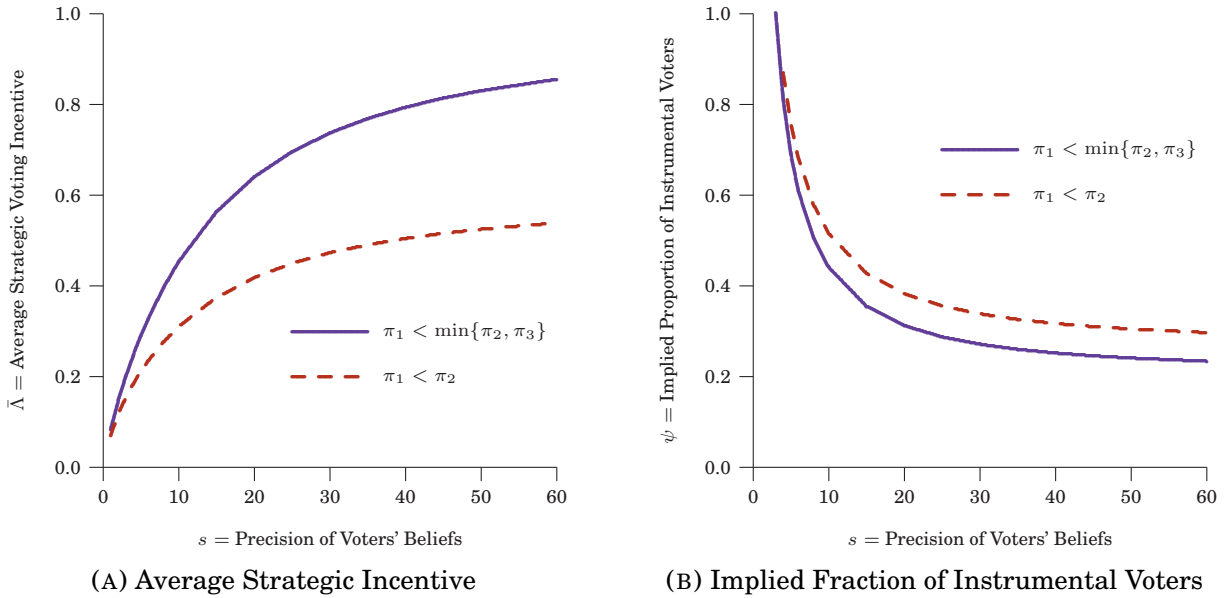 Λ̄ = Average Strategic Voting Incentive
1.0
0.8
0.6
0.4
0.2
0.0
π₁ < min{π₂, π₃}
π₁ < π₂
0 10 20 30 40 50 60
s = Precision of Voters' Beliefs
(A) Average Strategic Incentive
ψ = Implied Proportion of Instrumental Voters
1.0
0.8
0.6
0.4
0.2
0.0
π₁ < min{π₂, π₃}
π₁ < π₂
0 10 20 30 40 50 60
s = Precision of Voters' Beliefs
(B) Implied Fraction of Instrumental Voters